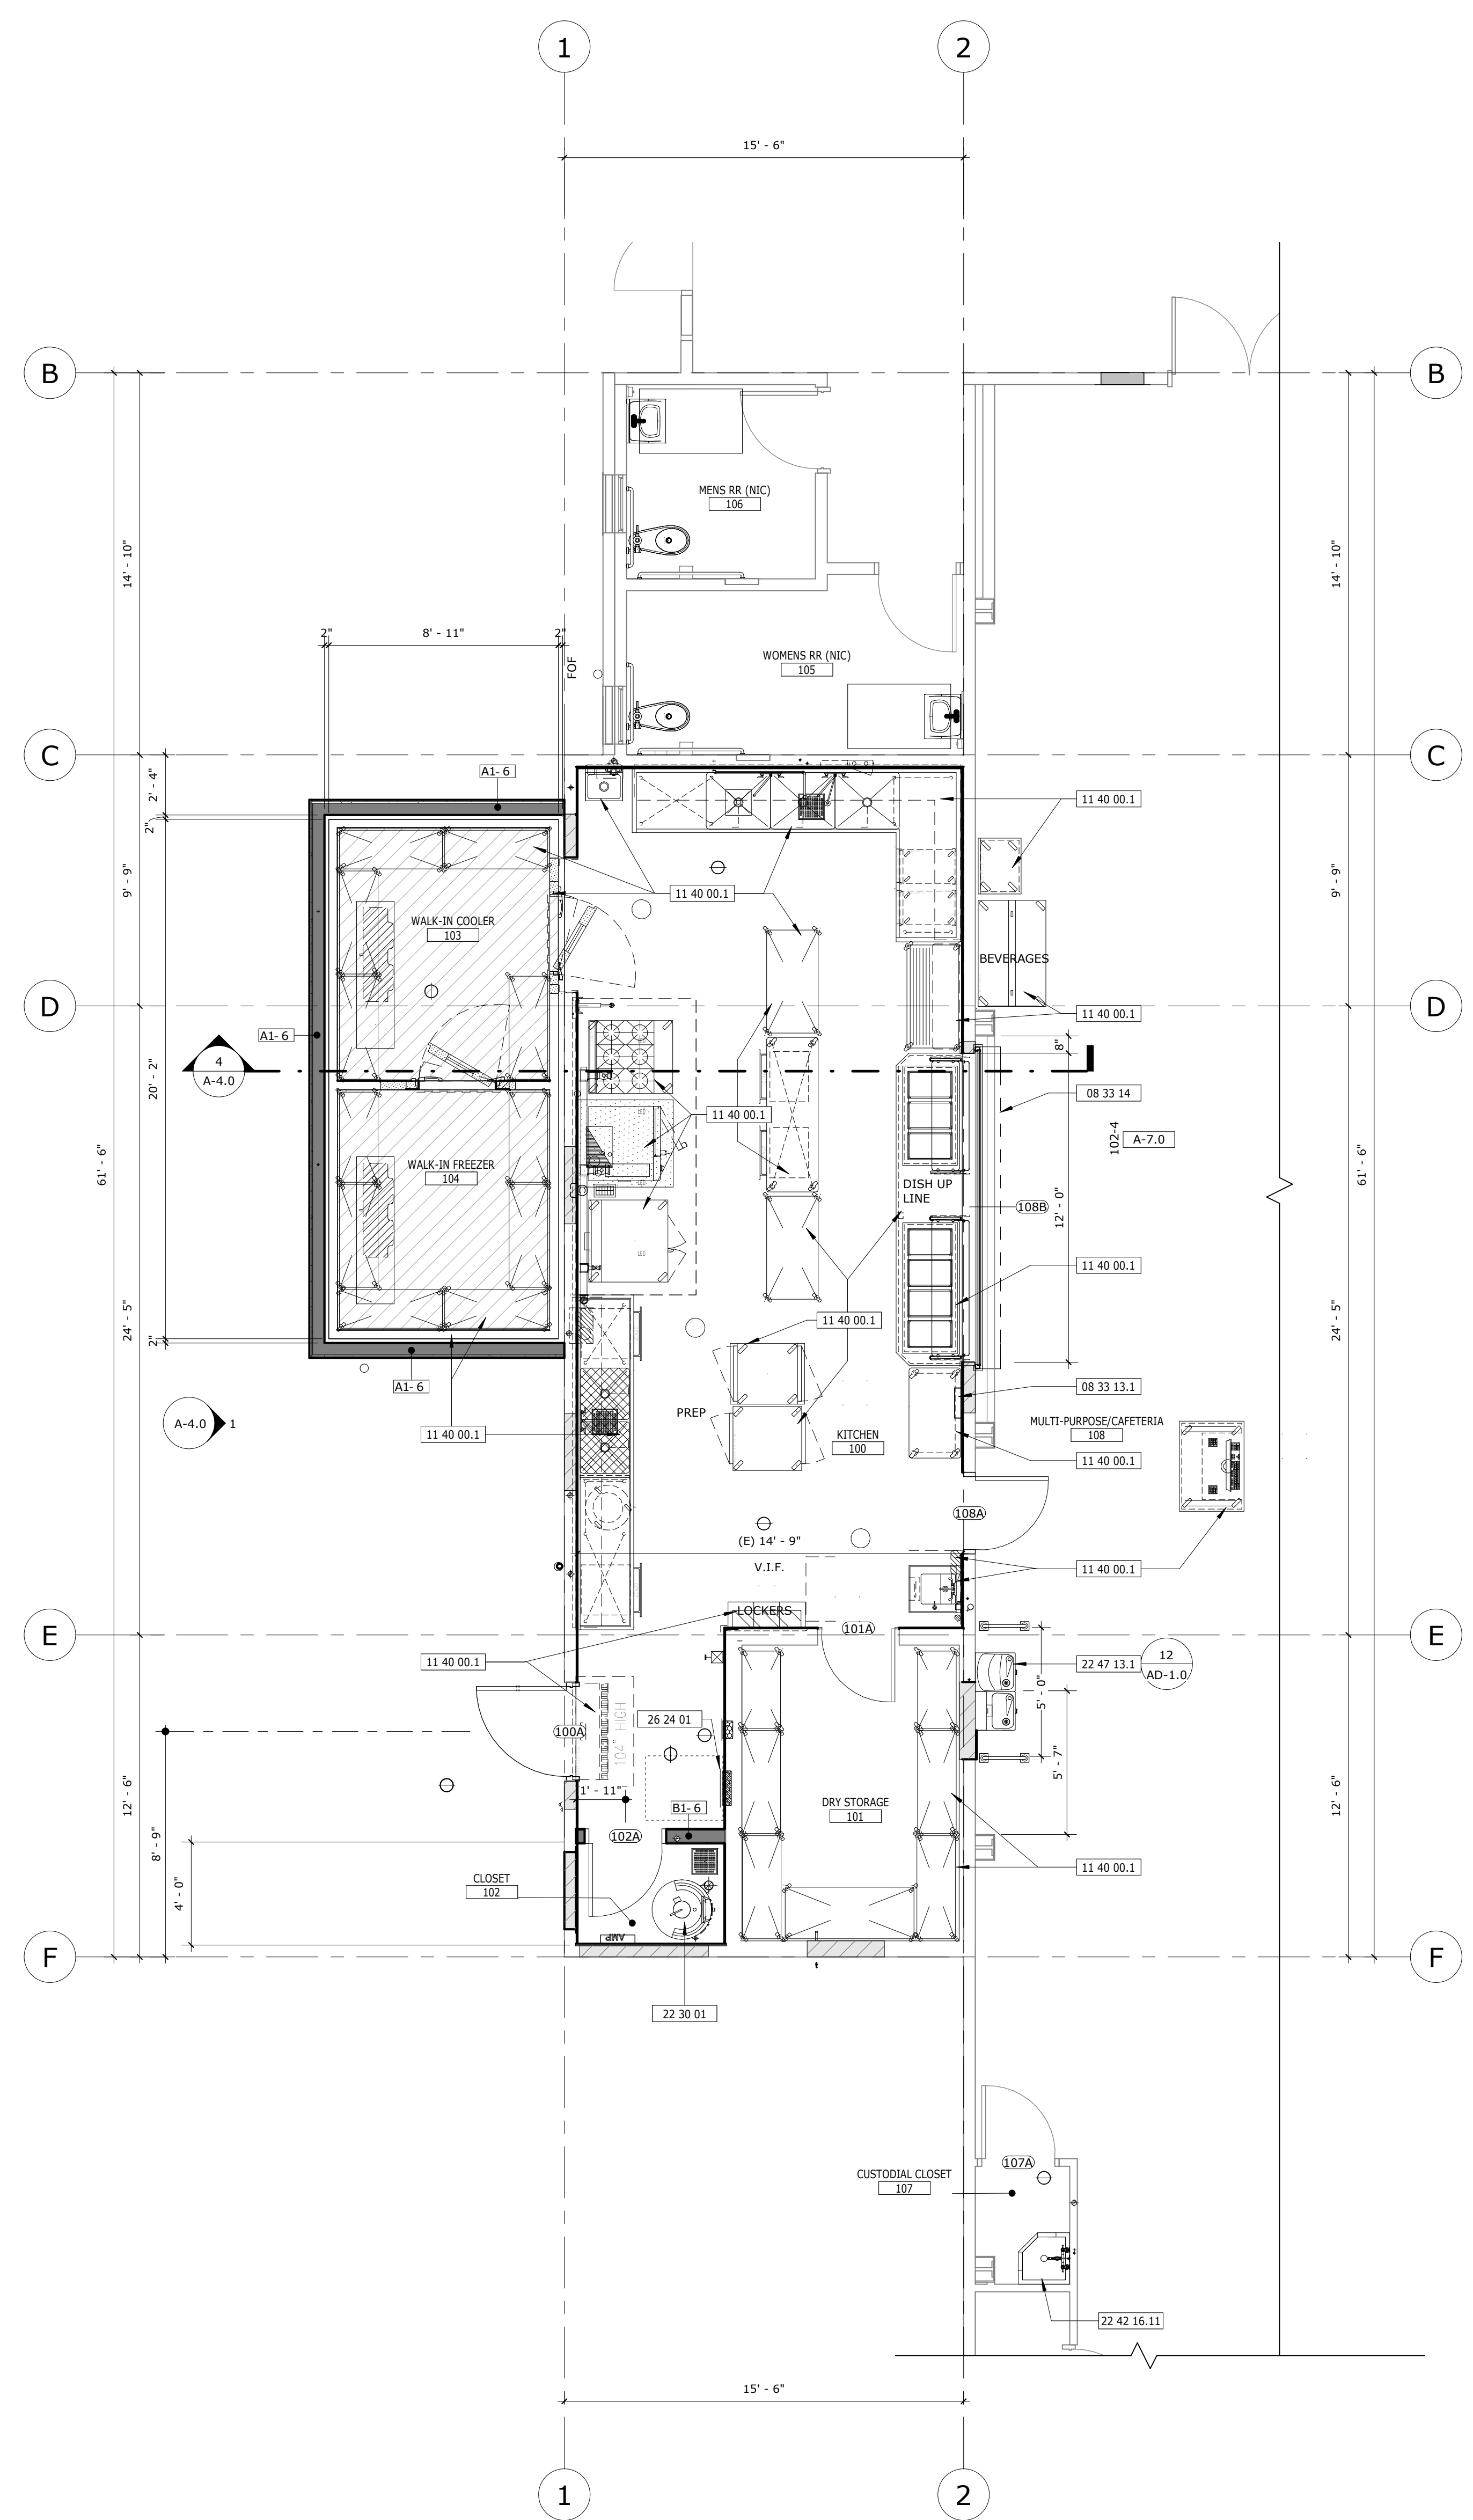 1
2
15' - 6"
B
B
MENS RR (NIC)
106
14' - 10"
14' - 10"
2"
8' - 11"
2"
FOF
WOMENS RR (NIC)
105
C
C
2' - 4"
A1- 6
11 40 00.1
2"
9' - 9"
9' - 9"
11 40 00.1
WALK-IN COOLER
103
BEVERAGES
D
D
11 40 00.1
A1- 6
8"
4
A-4.0
20' - 2"
08 33 14
11 40 00.1
102-4
A-7.0
61' - 6"
61' - 6"
LED
WALK-IN FREEZER
104
DISH UP
LINE
108B
12' - 0"
LED
11 40 00.1
24' - 5"
24' - 5"
11 40 00.1
2"
A1- 6
08 33 13.1
A-4.0
1
PREP
MULTI-PURPOSE/CAFETERIA
108
11 40 00.1
KITCHEN
100
11 40 00.1
108A
(E) 14' - 9"
V.I.F.
11 40 00.1
LOCKERS
101A
E
E
11 40 00.1
22 47 13.1
12
AD-1.0
5' - 0"
26 24 01
100A
104" HIGH
5' - 7"
1' - 11"
12' - 6"
12' - 6"
8' - 9"
B1- 6
DRY STORAGE
101
102A
4' - 0"
CLOSET
102
11 40 00.1
AMP
F
F
22 30 01
107A
CUSTODIAL CLOSET
107
22 42 16.11
15' - 6"
1
2